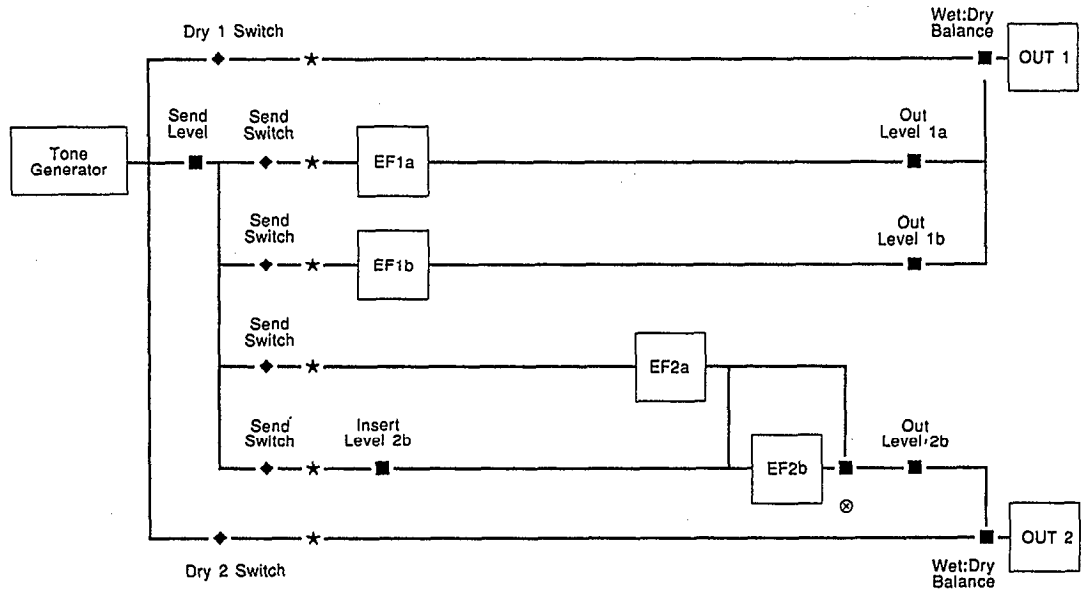 Dry 1 Switch
Wet:Dry
Balance
OUT 1
Send
Level
Send
Switch
Out
Level 1a
Tone
Generator
EF1a
Send
Switch
Out
Level 1b
EF1b
Send
Switch
EF2a
Send
Switch
Insert
Level 2b
Out
Level 2b
EF2b
OUT 2
Dry 2 Switch
Wet:Dry
Balance